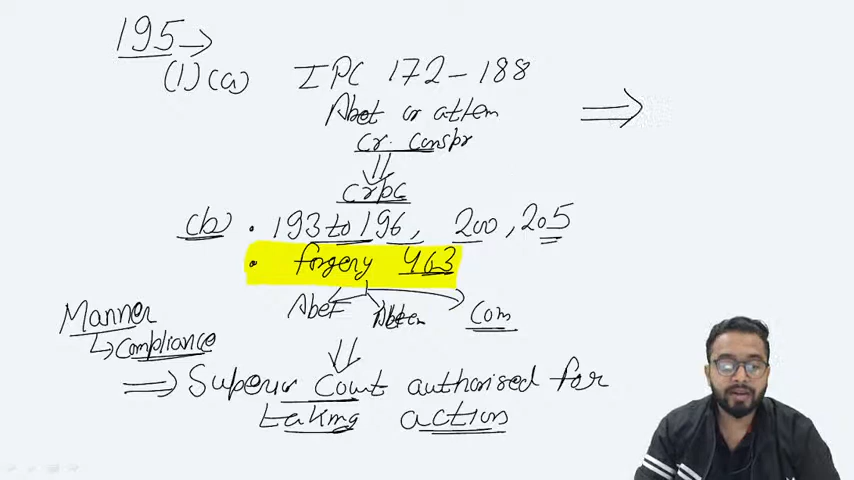 195 →
(1)(a) IPC 172-188
Abet or attem
Cr. Conspr
CrPC
(b) • 193 to 196, 200, 205
• forgery 463
Abet Com
Manner
↳ Compliance
⇒ Superior Court authorised for
taking action